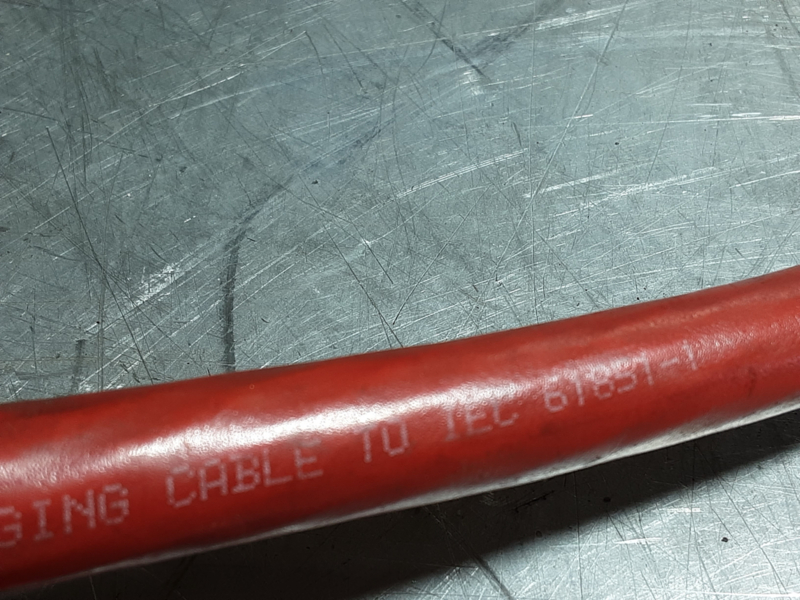 GING CABLE TO IEC 61851-1